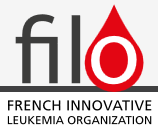 filo
FRENCH INNOVATIVE
LEUKEMIA ORGANIZATION